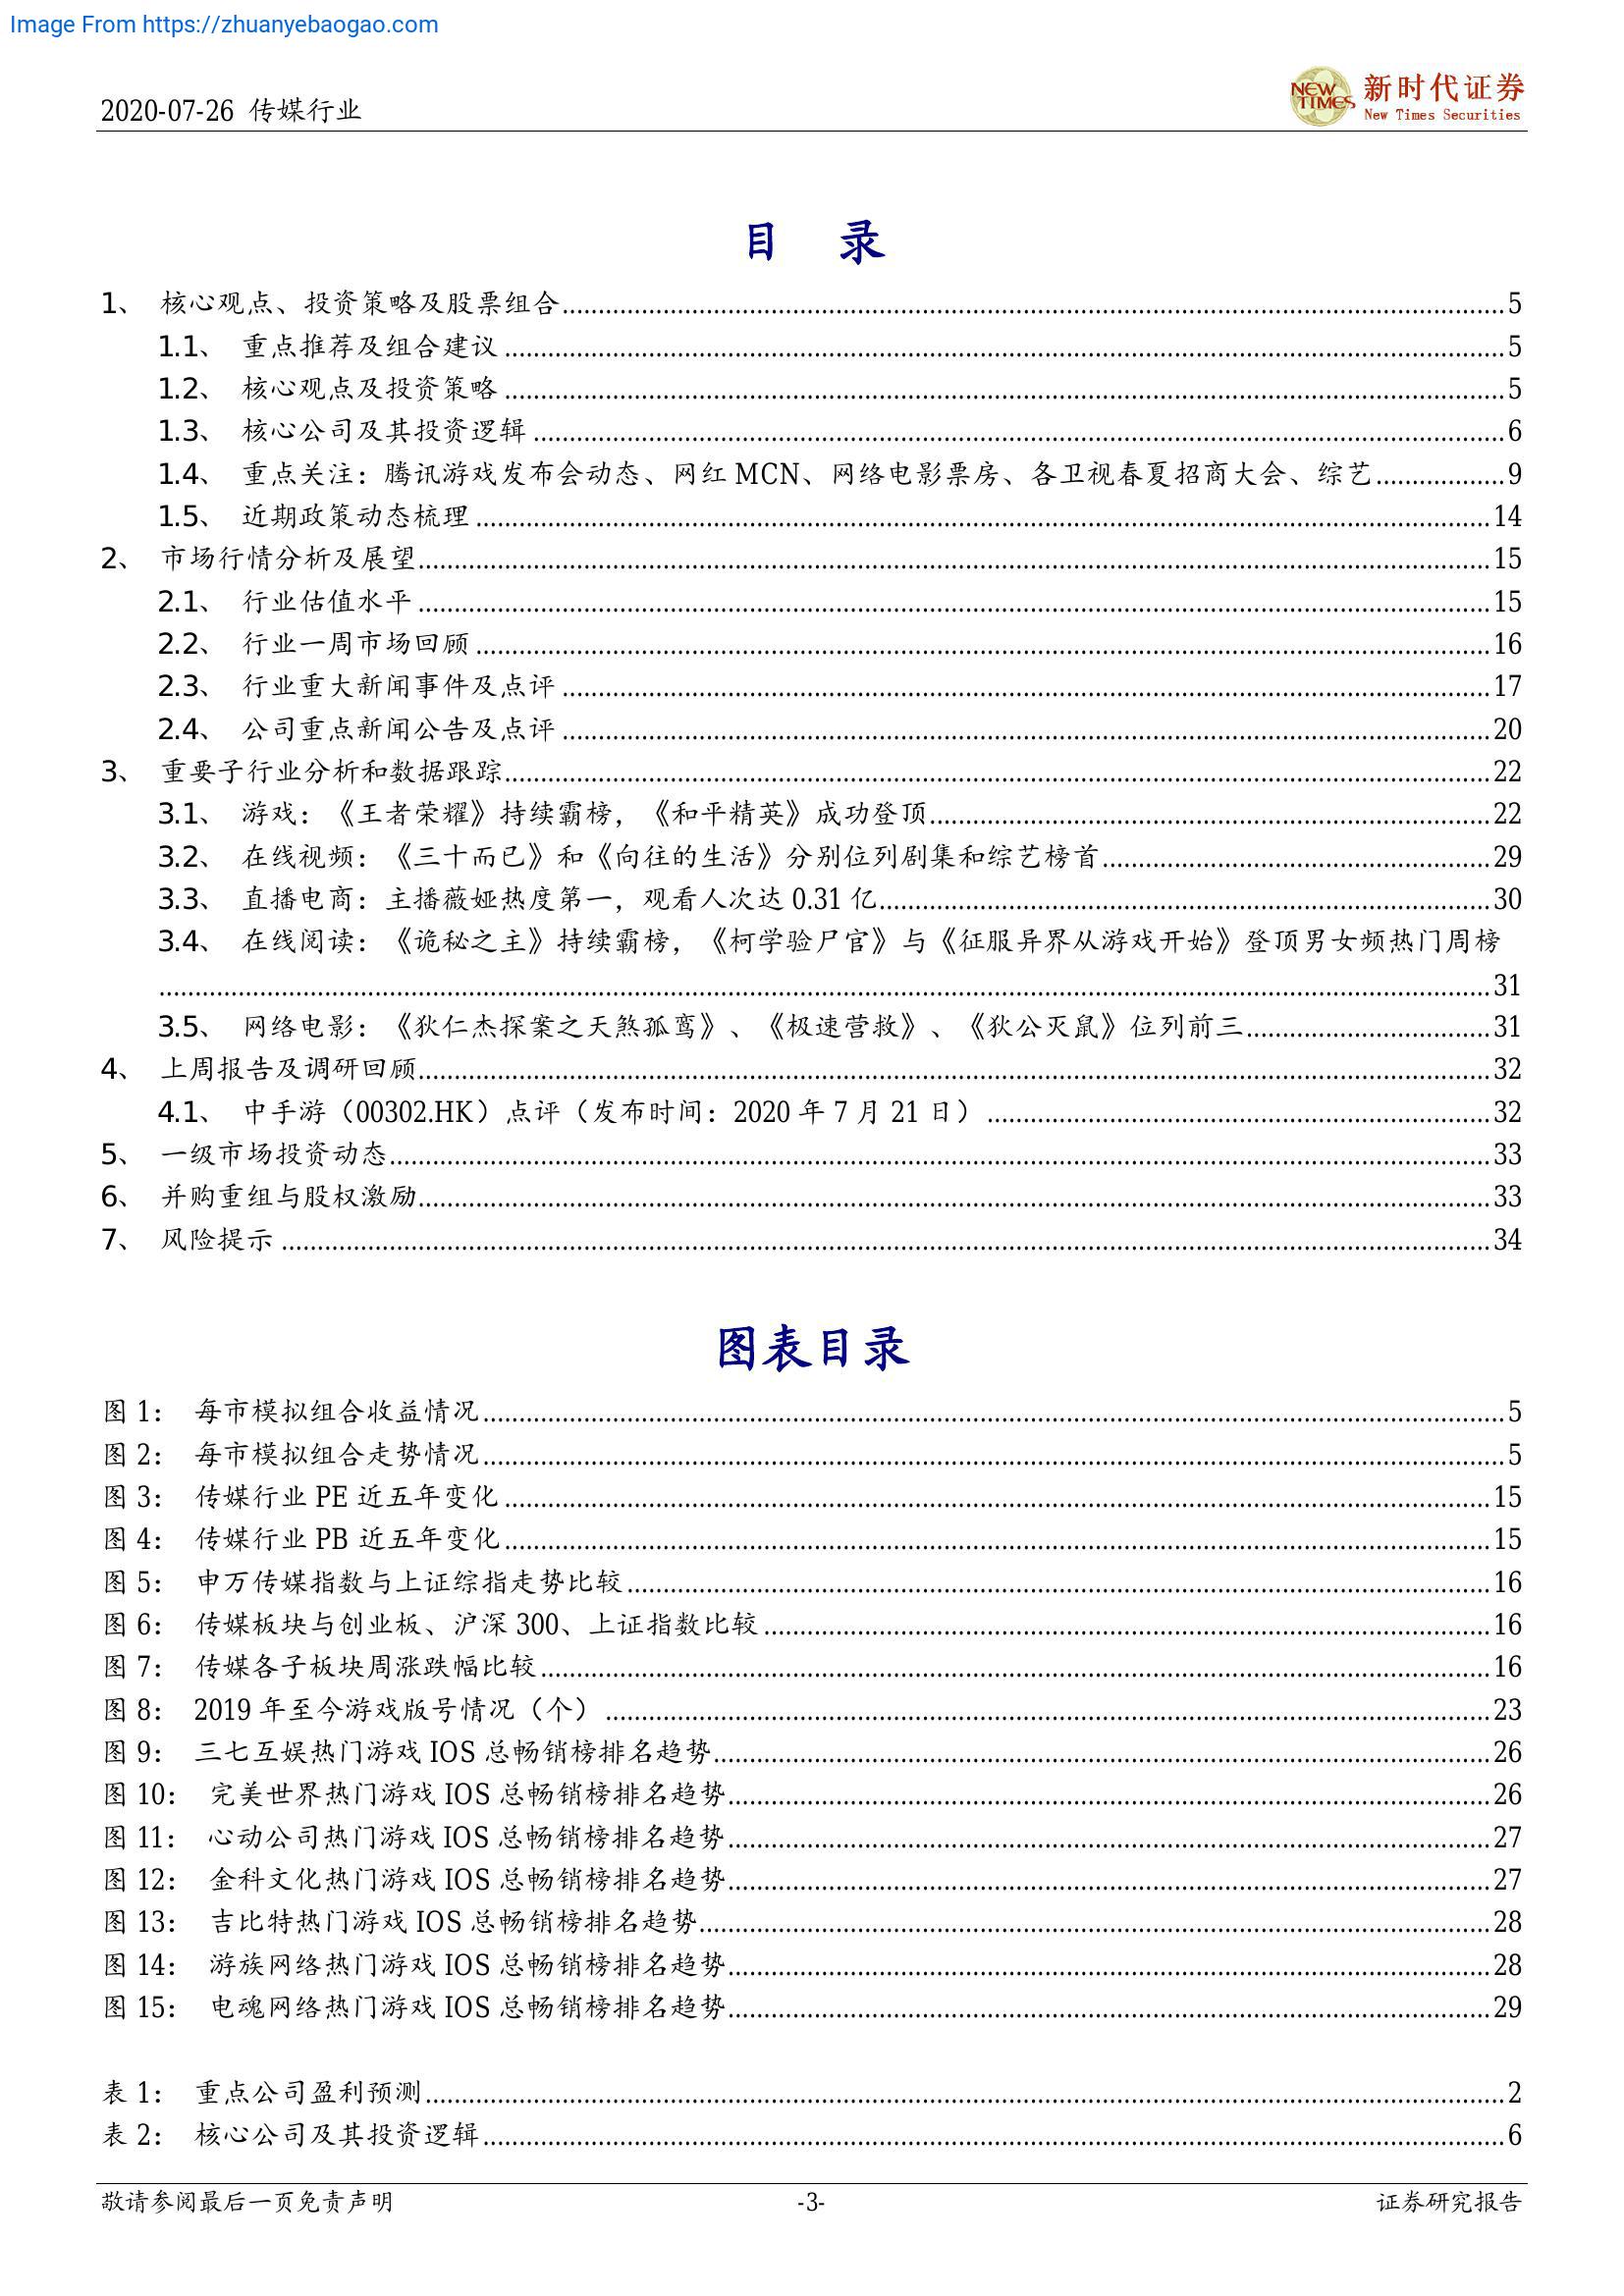 Image From https://zhuanyebaogao.com
2020-07-26 传媒行业
NEW TIMES
新时代证券
New Times Securities
目 录
1、 核心观点、投资策略及股票组合........5
1.1、 重点推荐及组合建议........5
1.2、 核心观点及投资策略........5
1.3、 核心公司及其投资逻辑........6
1.4、 重点关注：腾讯游戏发布会动态、网红 MCN、网络电影票房、各卫视春夏招商大会、综艺........9
1.5、 近期政策动态梳理........14
2、 市场行情分析及展望........15
2.1、 行业估值水平........15
2.2、 行业一周市场回顾........16
2.3、 行业重大新闻事件及点评........17
2.4、 公司重点新闻公告及点评........20
3、 重要子行业分析和数据跟踪........22
3.1、 游戏：《王者荣耀》持续霸榜，《和平精英》成功登顶........22
3.2、 在线视频：《三十而已》和《向往的生活》分别位列剧集和综艺榜首........29
3.3、 直播电商：主播薇娅热度第一，观看人次达 0.31 亿........30
3.4、 在线阅读：《诡秘之主》持续霸榜，《柯学验尸官》与《征服异界从游戏开始》登顶男女频热门周榜
........31
3.5、 网络电影：《狄仁杰探案之天煞孤鸾》、《极速营救》、《狄公灭鼠》位列前三........31
4、 上周报告及调研回顾........32
4.1、 中手游（00302.HK）点评（发布时间：2020 年 7 月 21 日）........32
5、 一级市场投资动态........33
6、 并购重组与股权激励........33
7、 风险提示........34
图表目录
图 1： 每市模拟组合收益情况........5
图 2： 每市模拟组合走势情况........5
图 3： 传媒行业 PE 近五年变化........15
图 4： 传媒行业 PB 近五年变化........15
图 5： 申万传媒指数与上证综指走势比较........16
图 6： 传媒板块与创业板、沪深 300、上证指数比较........16
图 7： 传媒各子板块周涨跌幅比较........16
图 8： 2019 年至今游戏版号情况（个）........23
图 9： 三七互娱热门游戏 IOS 总畅销榜排名趋势........26
图 10： 完美世界热门游戏 IOS 总畅销榜排名趋势........26
图 11： 心动公司热门游戏 IOS 总畅销榜排名趋势........27
图 12： 金科文化热门游戏 IOS 总畅销榜排名趋势........27
图 13： 吉比特热门游戏 IOS 总畅销榜排名趋势........28
图 14： 游族网络热门游戏 IOS 总畅销榜排名趋势........28
图 15： 电魂网络热门游戏 IOS 总畅销榜排名趋势........29
表 1： 重点公司盈利预测........2
表 2： 核心公司及其投资逻辑........6
敬请参阅最后一页免责声明
-3-
证券研究报告